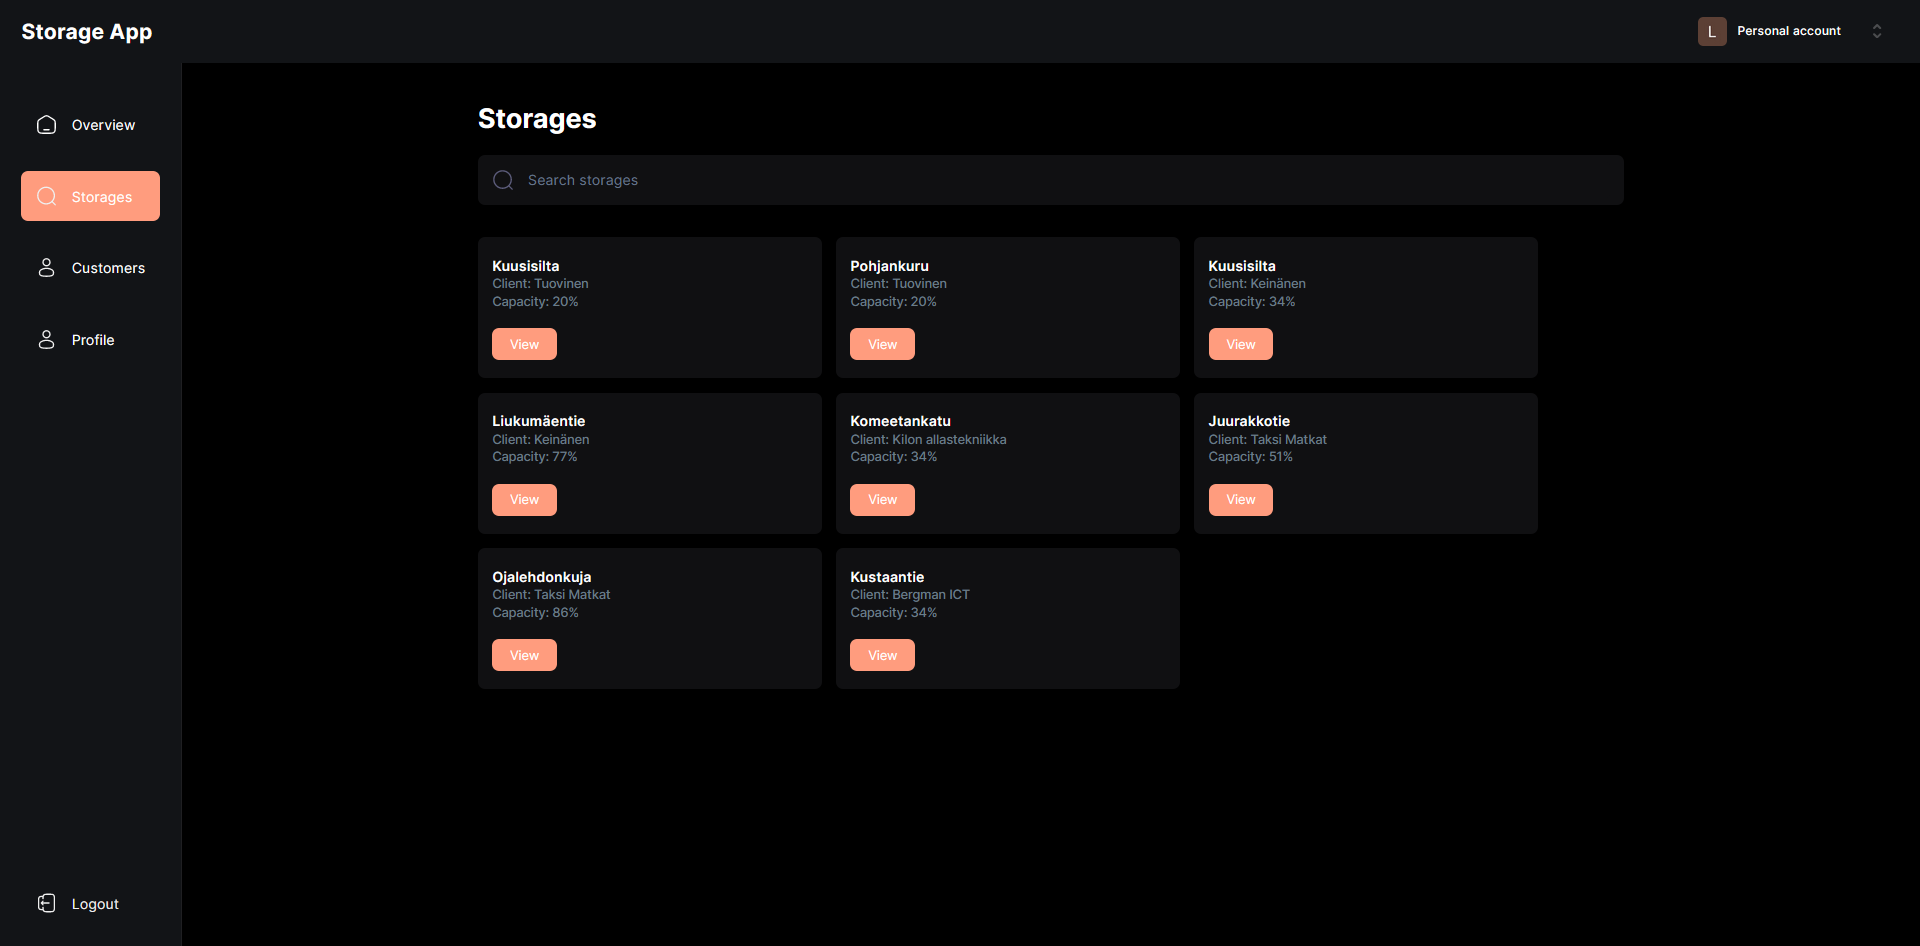 Storage App
L
Personal account
Overview
Storages
Customers
Profile
Logout
Storages
Search storages
Kuusisilta
Client: Tuovinen
Capacity: 20%
View
Pohjankuru
Client: Tuovinen
Capacity: 20%
View
Kuusisilta
Client: Keinänen
Capacity: 34%
View
Liukumäentie
Client: Keinänen
Capacity: 77%
View
Komeetankatu
Client: Kilon allastekniikka
Capacity: 34%
View
Juurakkotie
Client: Taksi Matkat
Capacity: 51%
View
Ojalehdonkuja
Client: Taksi Matkat
Capacity: 86%
View
Kustaantie
Client: Bergman ICT
Capacity: 34%
View